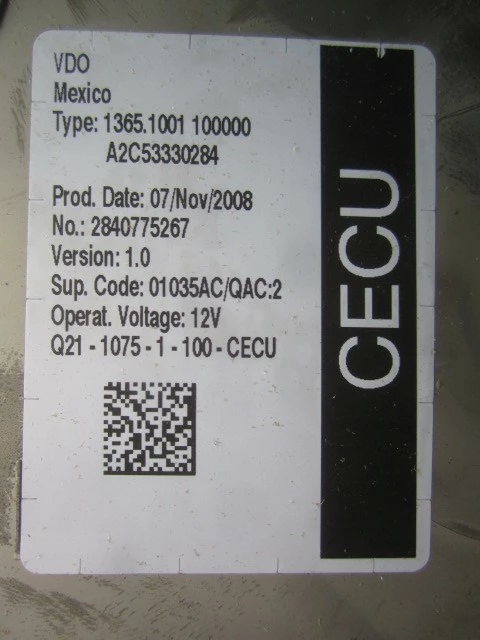 VDO
Mexico
Type: 1365.1001 100000
A2C53330284
Prod. Date: 07/Nov/2008
No.: 2840775267
Version: 1.0
Sup. Code: 01035AC/QAC:2
Operat. Voltage: 12V
Q21 - 1075 - 1 - 100 - CECU
CECU